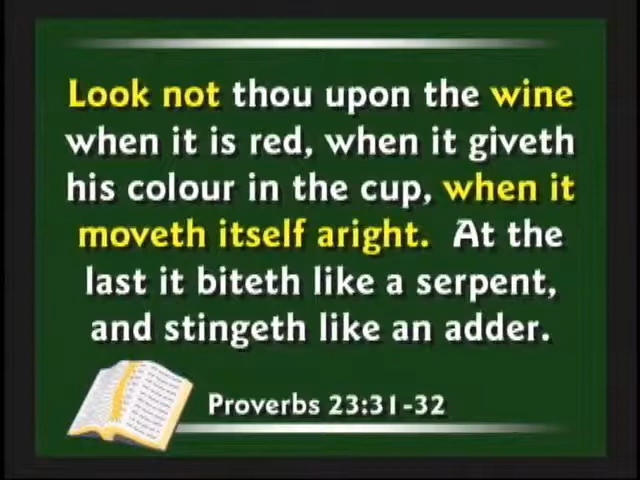 Look not thou upon the wine
when it is red, when it giveth
his colour in the cup, when it
moveth itself aright. At the
last it biteth like a serpent,
and stingeth like an adder.
Proverbs 23:31-32